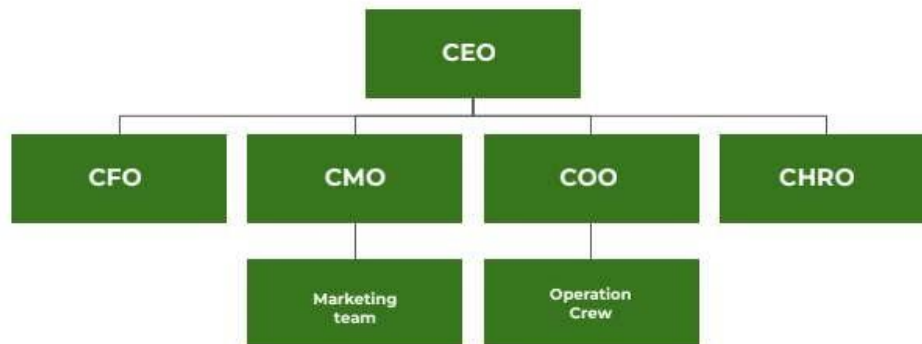 CEO
CFO
CMO
COO
CHRO
Marketing
team
Operation
Crew